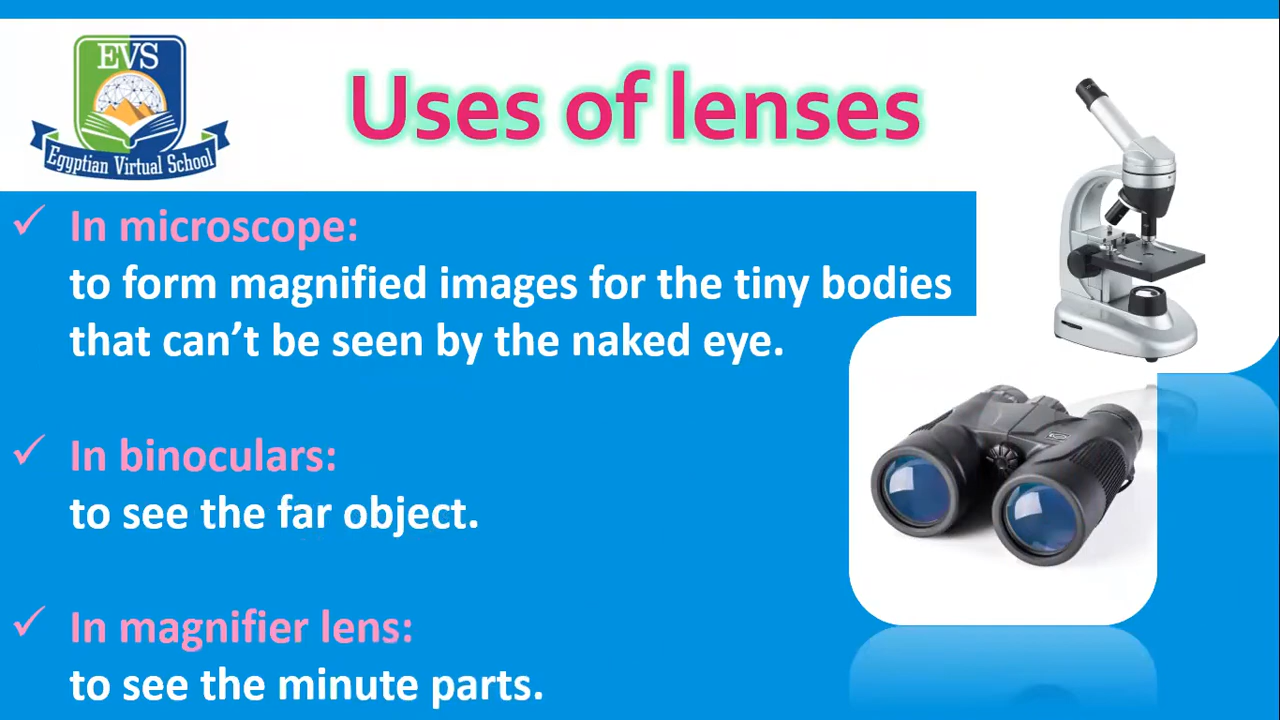 EVS
Egyptian Virtual School
Uses of lenses
✓ In microscope:
to form magnified images for the tiny bodies
that can’t be seen by the naked eye.
✓ In binoculars:
to see the far object.
✓ In magnifier lens:
to see the minute parts.